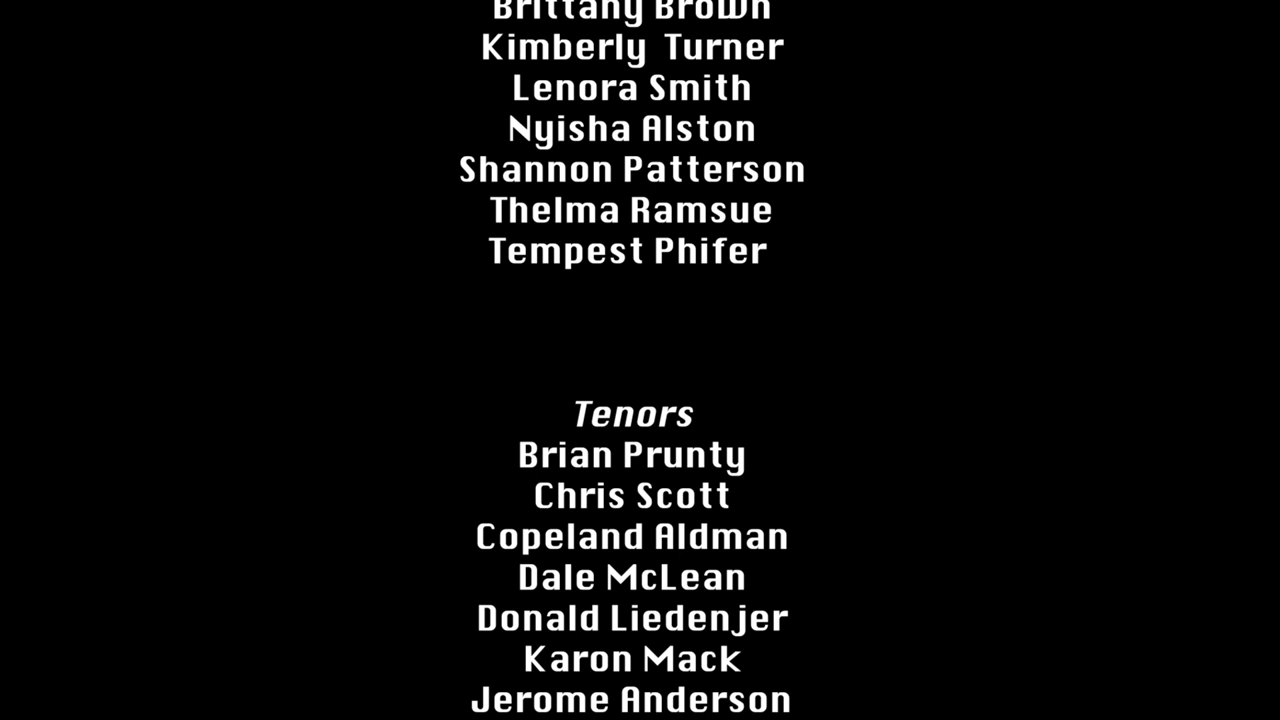 Brittany Brown
Kimberly Turner
Lenora Smith
Nyisha Alston
Shannon Patterson
Thelma Ramsue
Tempest Phifer
Tenors
Brian Prunty
Chris Scott
Copeland Aldman
Dale McLean
Donald Liedenjer
Karon Mack
Jerome Anderson